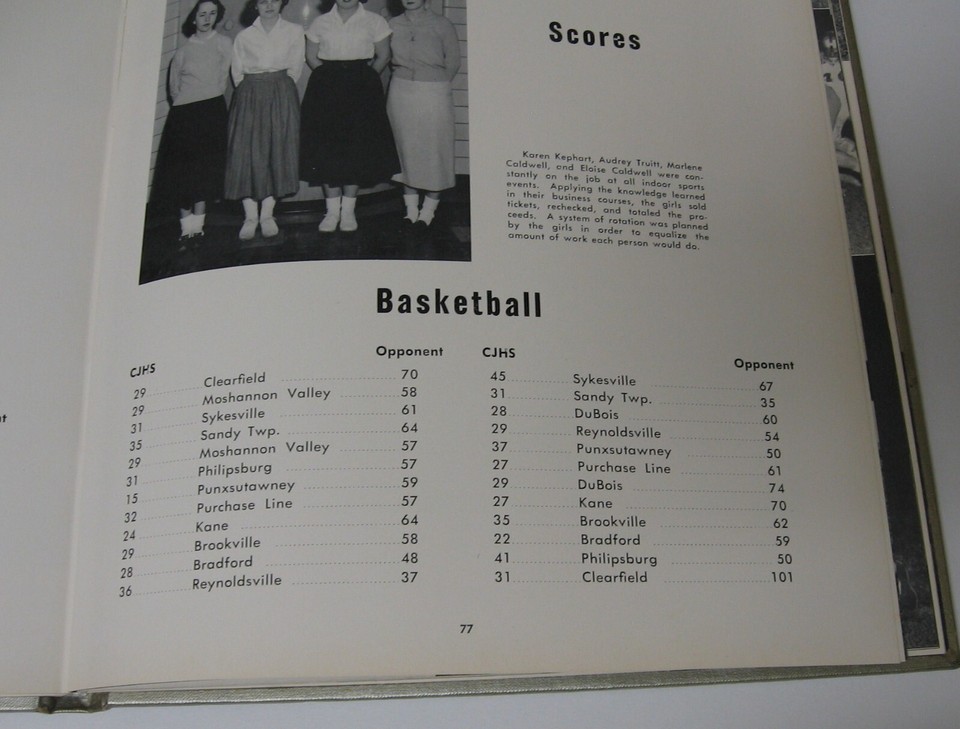 Scores
Karen Kephart, Audrey Truitt, Marlene
Caldwell, and Eloise Caldwell were con-
stantly on the job at all indoor sports
events. Applying the knowledge learned
in their business courses, the girls sold
tickets, rechecked, and totaled the pro-
ceeds. A system of rotation was planned
by the girls in order to equalize the
amount of work each person would do.
Basketball
CJHS Opponent
29 Clearfield 70
29 Moshannon Valley 58
31 Sykesville 61
35 Sandy Twp. 64
29 Moshannon Valley 57
31 Philipsburg 57
15 Punxsutawney 59
32 Purchase Line 57
24 Kane 64
29 Brookville 58
28 Bradford 48
36 Reynoldsville 37
CJHS Opponent
45 Sykesville 67
31 Sandy Twp. 35
28 DuBois 60
29 Reynoldsville 54
37 Punxsutawney 50
27 Purchase Line 61
29 DuBois 74
27 Kane 70
35 Brookville 62
22 Bradford 59
41 Philipsburg 50
31 Clearfield 101
77